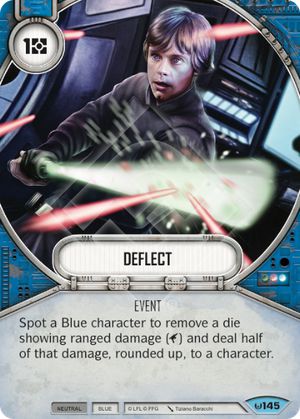 1
DEFLECT
EVENT
Spot a Blue character to remove a die
showing ranged damage () and deal half
of that damage, rounded up, to a character.
NEUTRAL BLUE © LFL © FFG Tiziano Baracchi 145